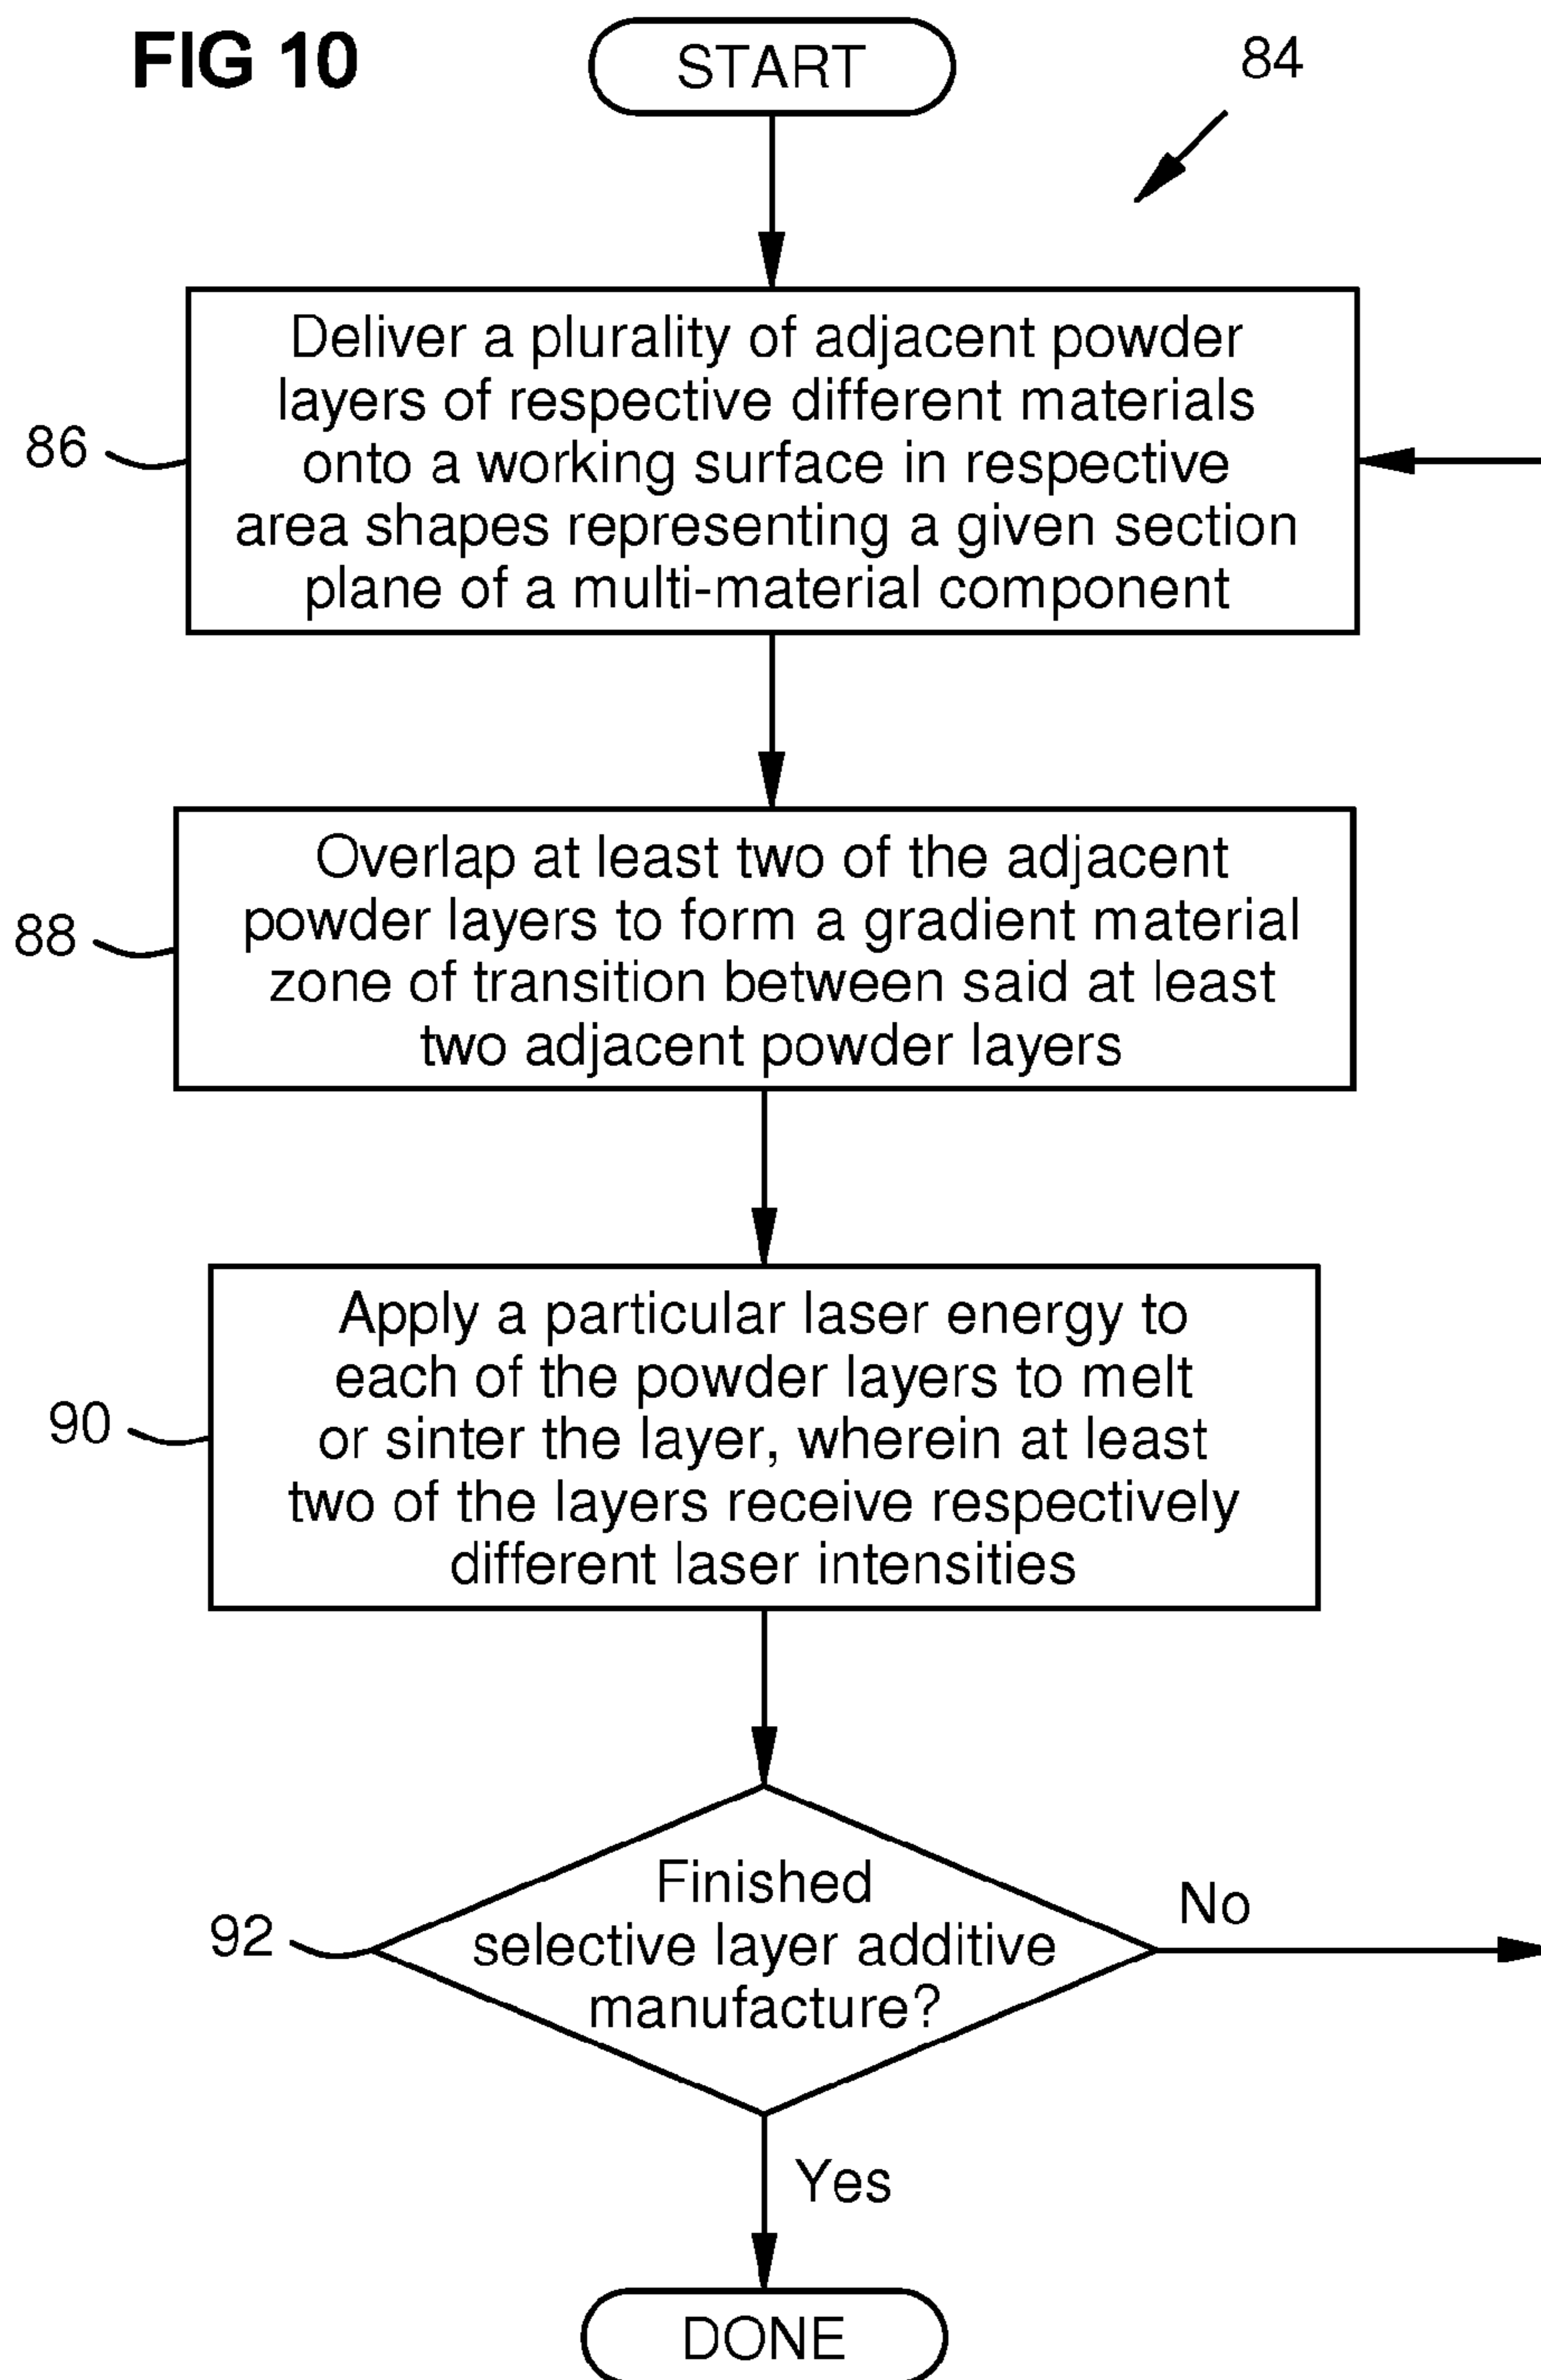 FIG 10
START
84
Deliver a plurality of adjacent powder
layers of respective different materials
onto a working surface in respective
area shapes representing a given section
plane of a multi-material component
86
Overlap at least two of the adjacent
powder layers to form a gradient material
zone of transition between said at least
two adjacent powder layers
88
Apply a particular laser energy to
each of the powder layers to melt
or sinter the layer, wherein at least
two of the layers receive respectively
different laser intensities
90
Finished
selective layer additive
manufacture?
92
No
Yes
DONE